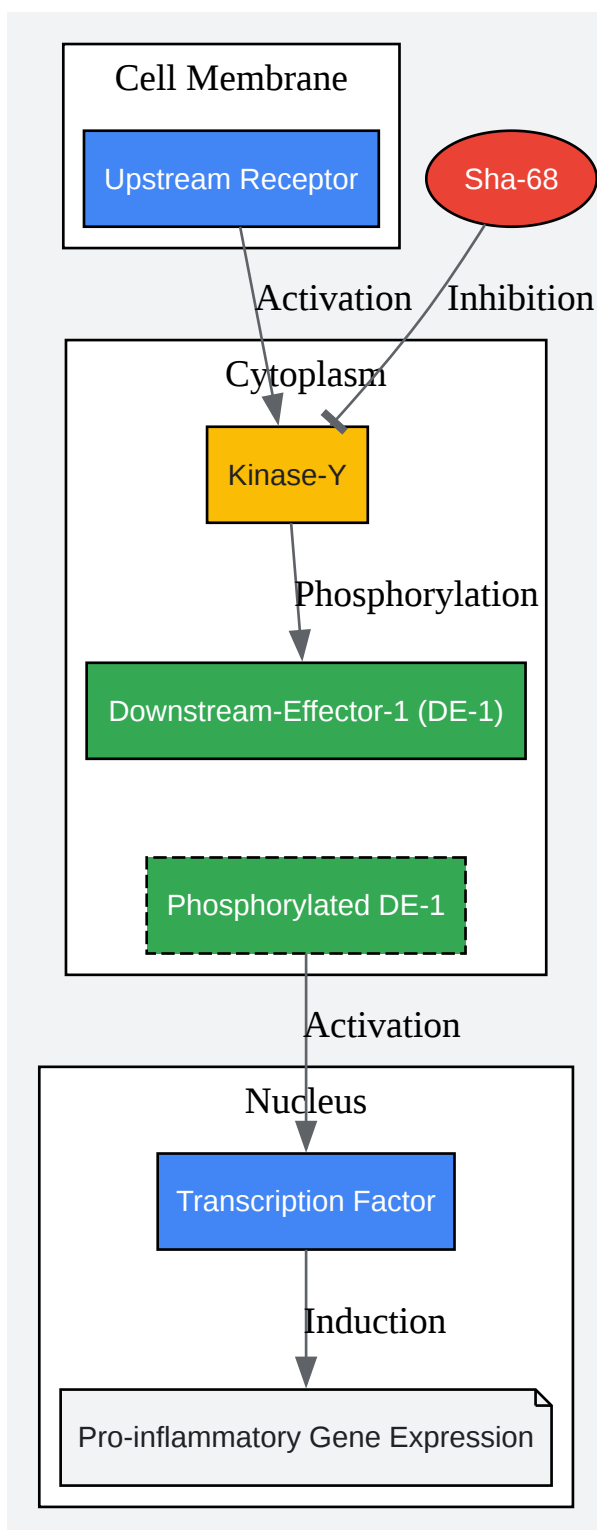 Cell Membrane
Upstream Receptor
Sha-68
Activation
Inhibition
Cytoplasm
Kinase-Y
Phosphorylation
Downstream-Effector-1 (DE-1)
Phosphorylated DE-1
Activation
Nucleus
Transcription Factor
Induction
Pro-inflammatory Gene Expression